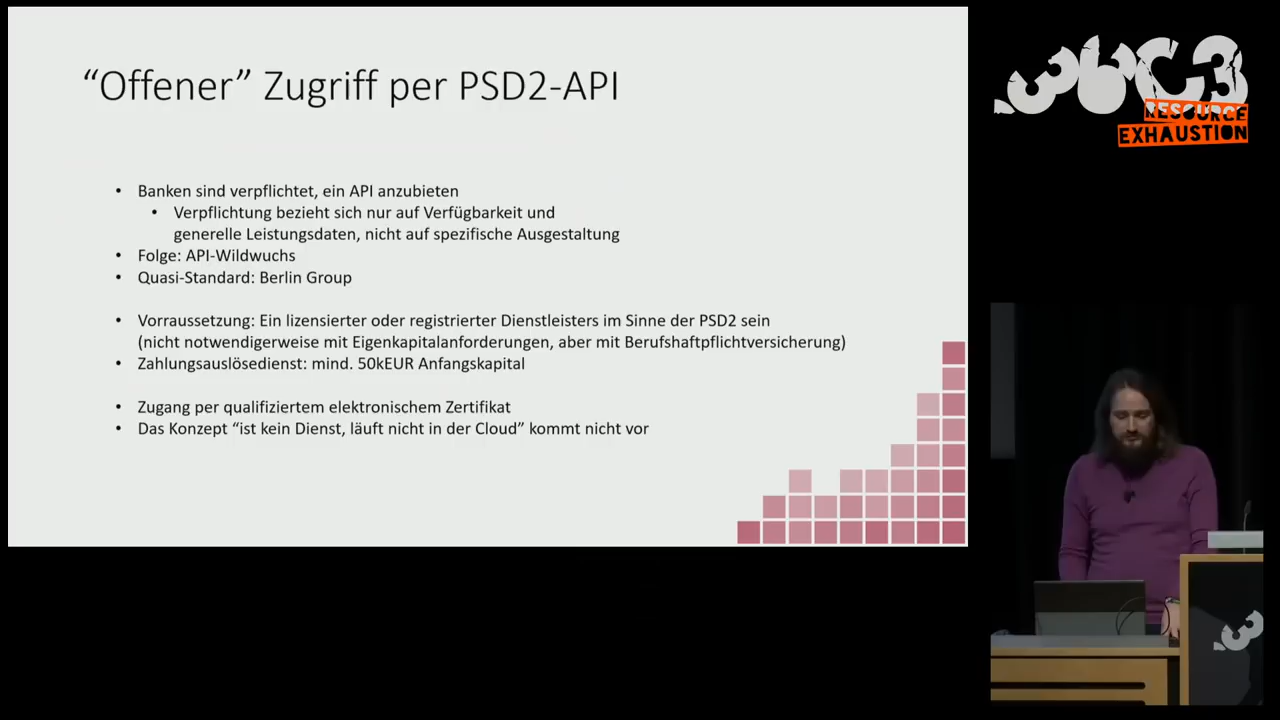 “Offener” Zugriff per PSD2-API
• Banken sind verpflichtet, ein API anzubieten
• Verpflichtung bezieht sich nur auf Verfügbarkeit und
generelle Leistungsdaten, nicht auf spezifische Ausgestaltung
• Folge: API-Wildwuchs
• Quasi-Standard: Berlin Group
• Vorraussetzung: Ein lizensierter oder registrierter Dienstleisters im Sinne der PSD2 sein
(nicht notwendigerweise mit Eigenkapitalanforderungen, aber mit Berufshaftpflichtversicherung)
• Zahlungsauslösedienst: mind. 50kEUR Anfangskapital
• Zugang per qualifiziertem elektronischem Zertifikat
• Das Konzept “ist kein Dienst, läuft nicht in der Cloud” kommt nicht vor
36C3
RESOURCE
EXHAUSTION